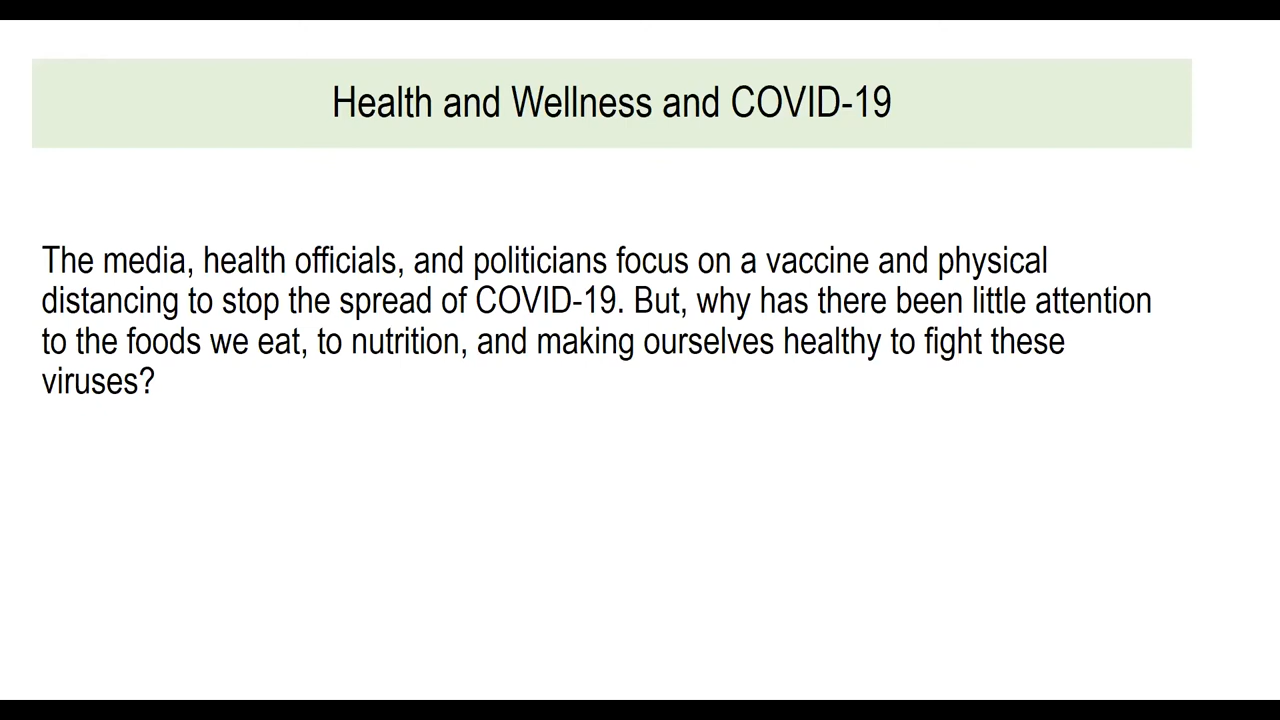 Health and Wellness and COVID-19
The media, health officials, and politicians focus on a vaccine and physical
distancing to stop the spread of COVID-19. But, why has there been little attention
to the foods we eat, to nutrition, and making ourselves healthy to fight these
viruses?